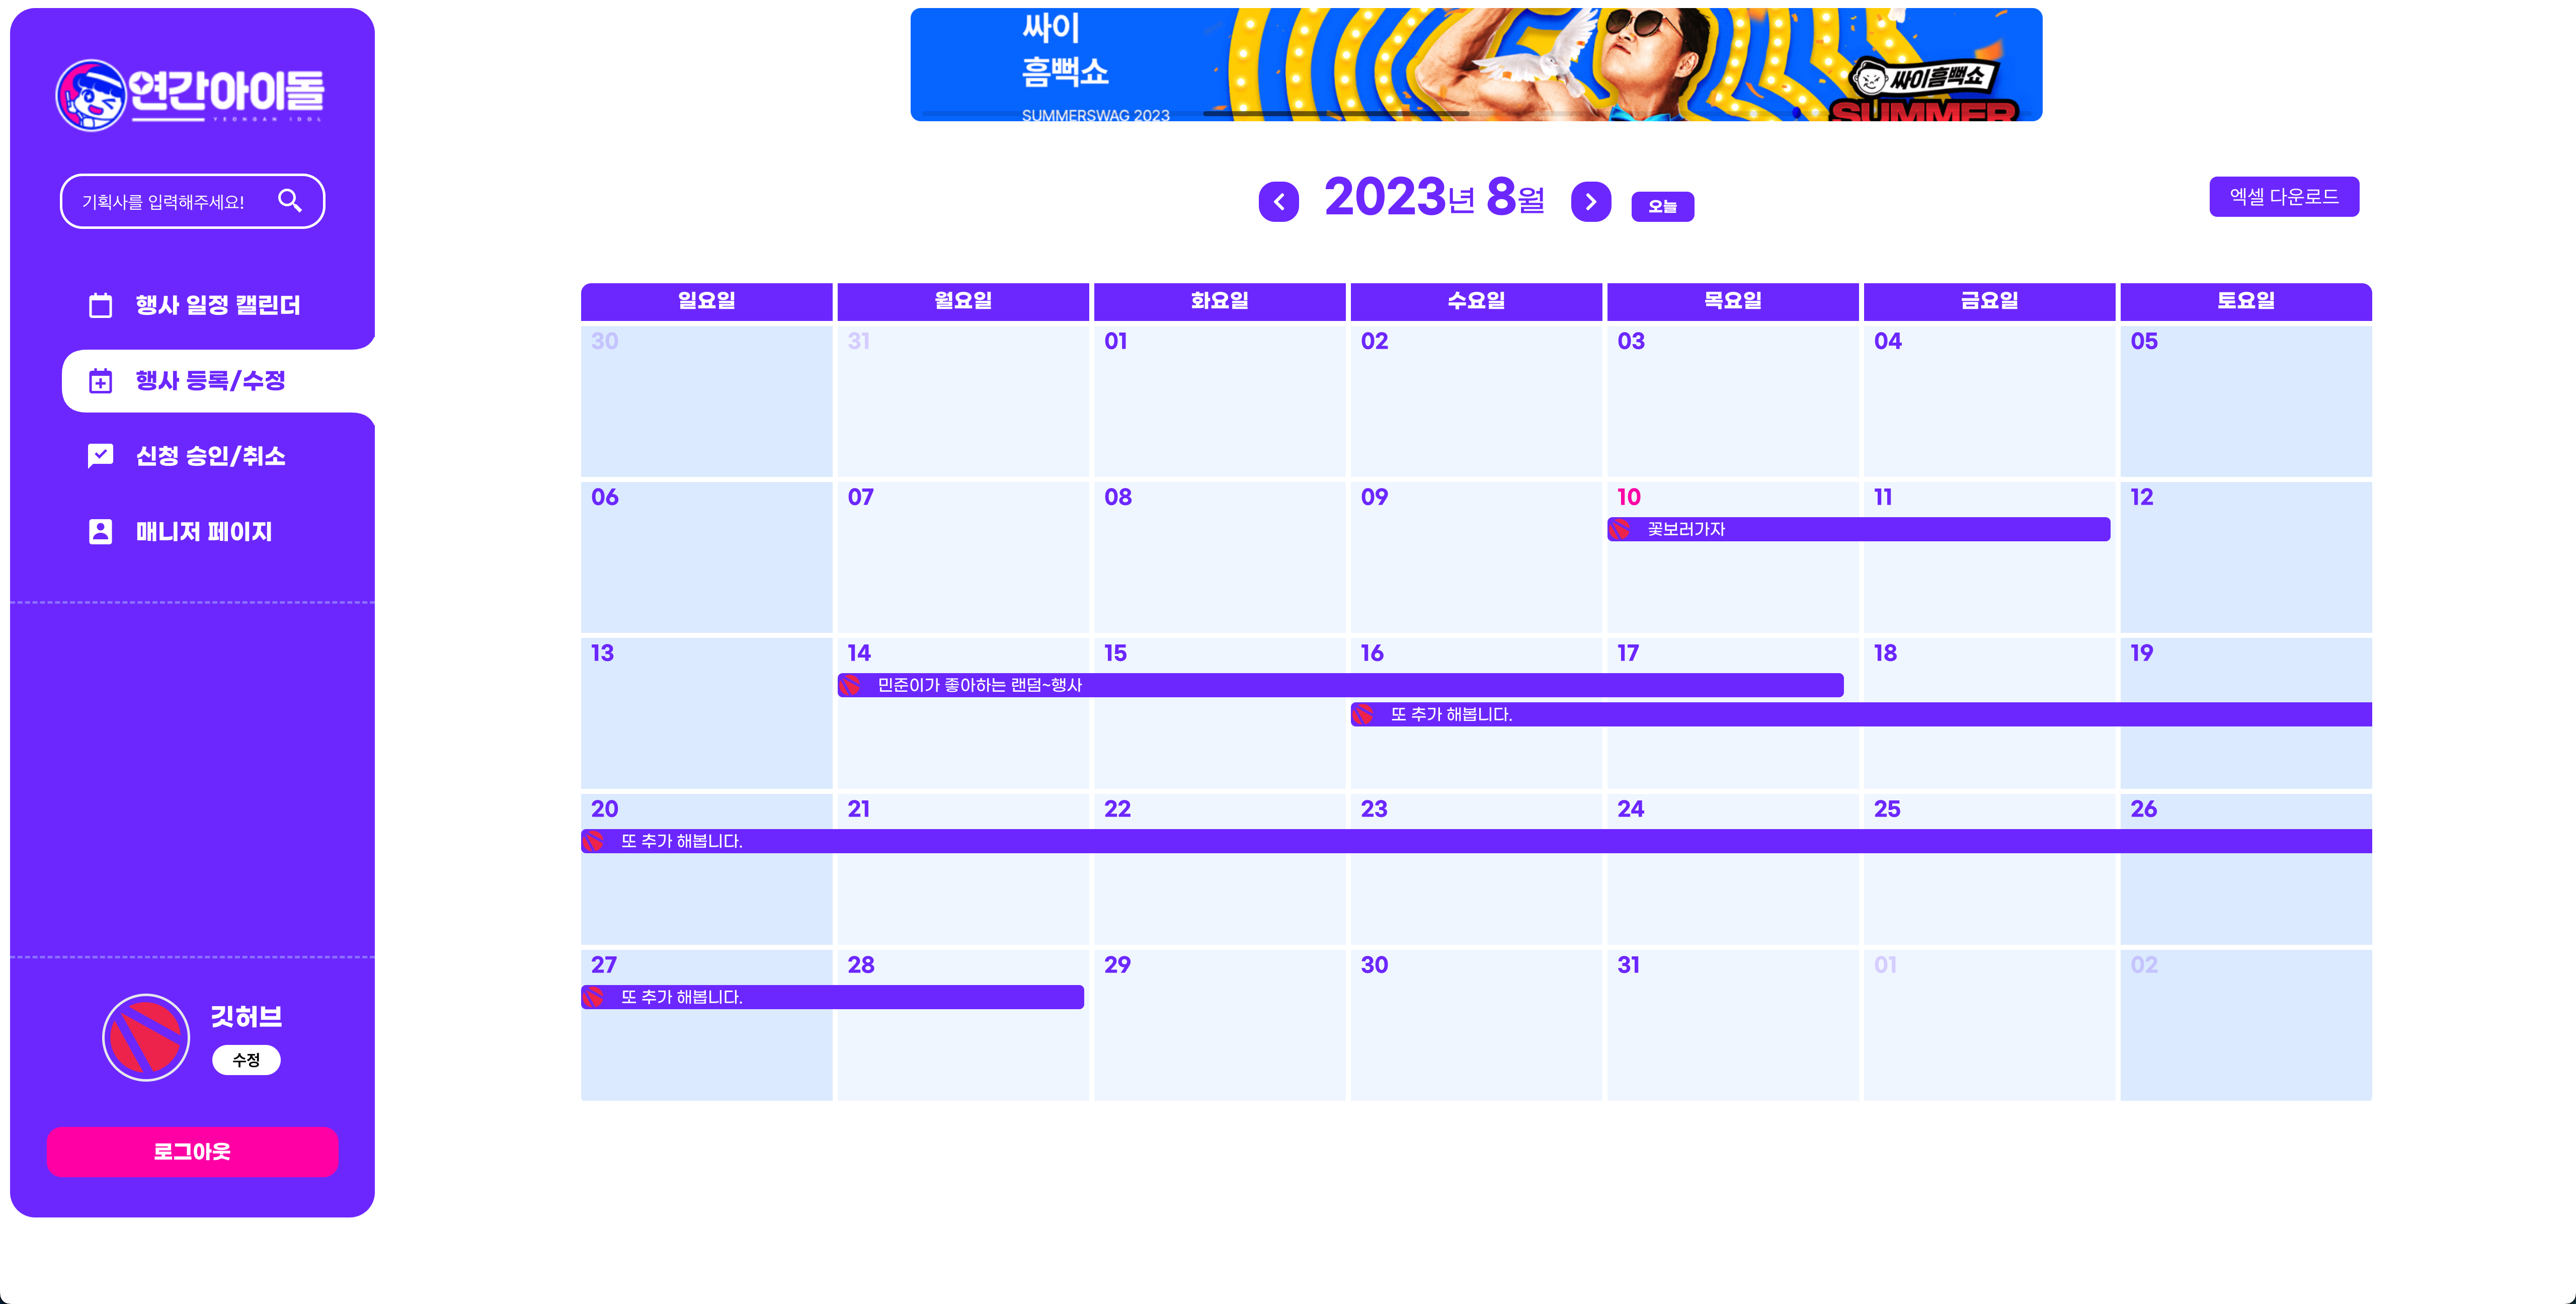 연간아이돌
YEONGAN IDOL
기획사를 입력해주세요!
행사 일정 캘린더
행사 등록/수정
신청 승인/취소
매니저 페이지
깃허브
수정
로그아웃
싸이
흠뻑쇼
SUMMERSWAG 2023
싸이흠뻑쇼
SUMMER
2023년 8월
오늘
엑셀 다운로드
일요일 월요일 화요일 수요일 목요일 금요일 토요일
30 31 01 02 03 04 05
06 07 08 09 10 11 12
꽃보러가자
13 14 15 16 17 18 19
민준이가 좋아하는 랜덤~행사
또 추가 해봅니다.
20 21 22 23 24 25 26
또 추가 해봅니다.
27 28 29 30 31 01 02
또 추가 해봅니다.